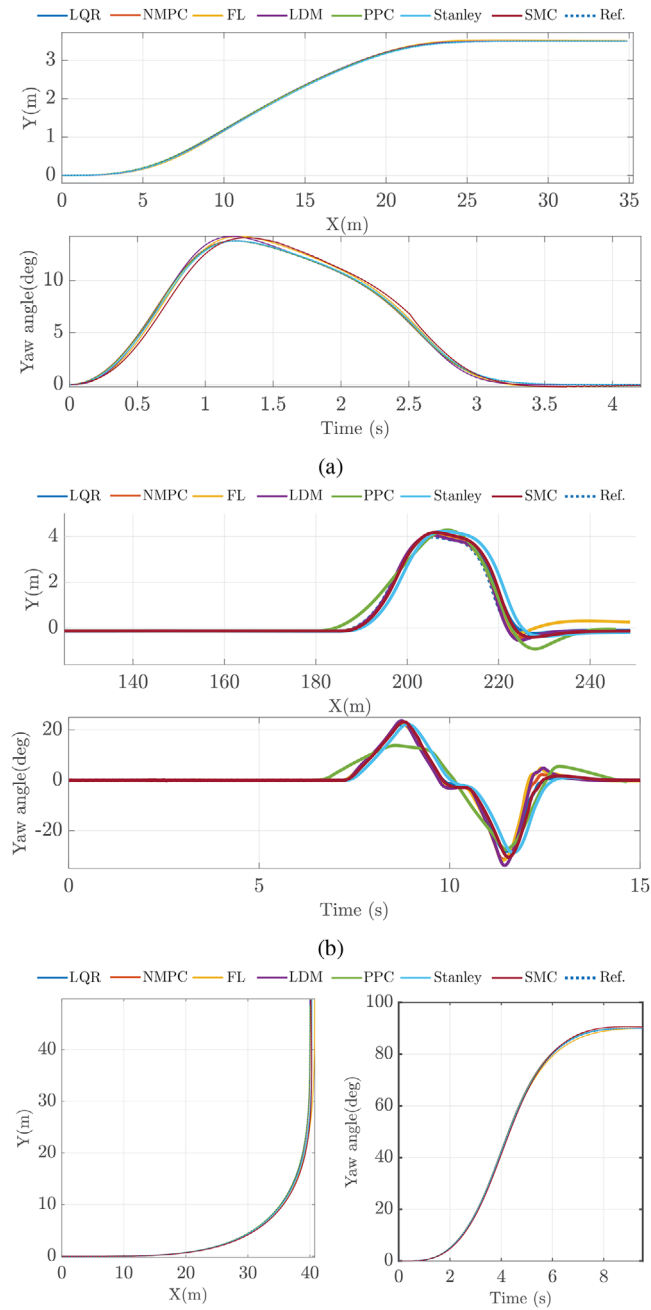 LQR NMPC FL LDM PPC Stanley SMC Ref.
Y(m)
3
2
1
0
0 5 10 15 20 25 30 35
X(m)
Yaw angle(deg)
10
5
0
0 0.5 1 1.5 2 2.5 3 3.5 4
Time (s)
(a)
LQR NMPC FL LDM PPC Stanley SMC Ref.
Y(m)
4
2
0
140 160 180 200 220 240
X(m)
Yaw angle(deg)
20
0
-20
0 5 10 15
Time (s)
(b)
LQR NMPC FL LDM PPC Stanley SMC Ref.
Y(m)
40
30
20
10
0
0 10 20 30 40
X(m)
Yaw angle(deg)
100
80
60
40
20
0
0 2 4 6 8
Time (s)